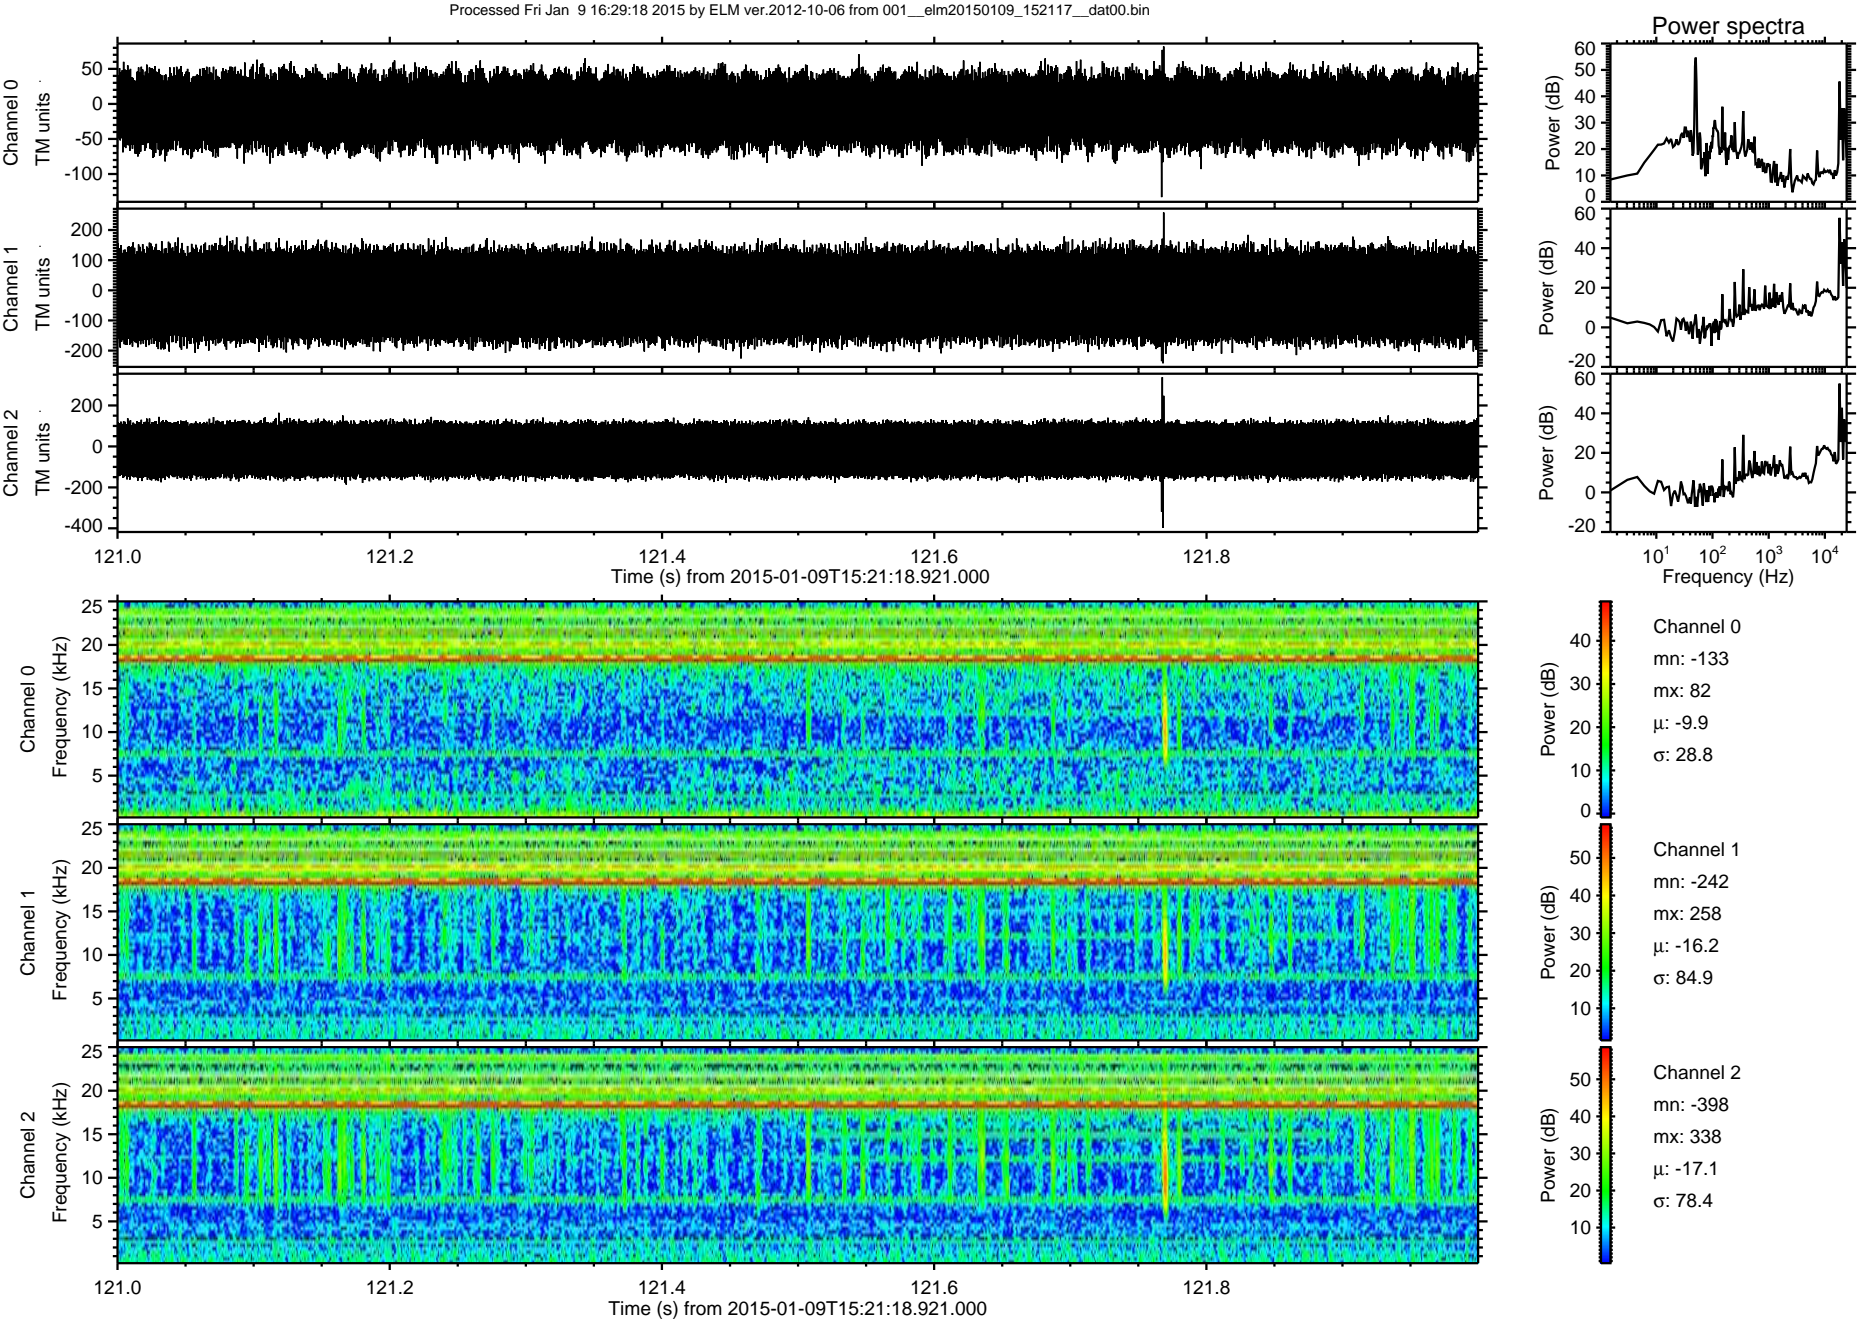 Processed Fri Jan  9 16:29:18 2015 by ELM ver.2012-10-06 from 001__elm20150109_152117__dat00.bin
Power spectra
Channel 0
TM units
50
0
-50
-100
Power (dB)
60
50
40
30
20
10
0
Channel 1
TM units
200
100
0
-100
-200
Power (dB)
60
40
20
0
-20
Channel 2
TM units
200
0
-200
-400
Power (dB)
60
40
20
0
-20
121.0 121.2 121.4 121.6 121.8
Time (s) from 2015-01-09T15:21:18.921.000
10^1 10^2 10^3 10^4
Frequency (Hz)
Channel 0
Frequency (kHz)
25
20
15
10
5
Power (dB)
40
30
20
10
0
Channel 0
mn: -133
mx: 82
μ: -9.9
σ: 28.8
Channel 1
Frequency (kHz)
25
20
15
10
5
Power (dB)
50
40
30
20
10
Channel 1
mn: -242
mx: 258
μ: -16.2
σ: 84.9
Channel 2
Frequency (kHz)
25
20
15
10
5
Power (dB)
50
40
30
20
10
Channel 2
mn: -398
mx: 338
μ: -17.1
σ: 78.4
121.0 121.2 121.4 121.6 121.8
Time (s) from 2015-01-09T15:21:18.921.000